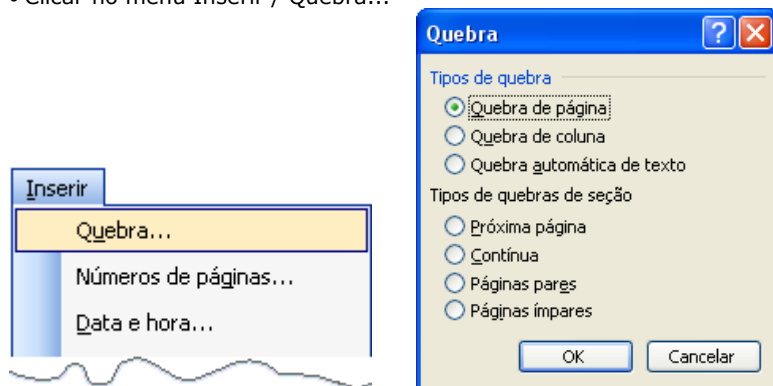 • Clicar no menu Inserir / Quebra...
Inserir
Quebra...
Números de páginas...
Data e hora...
Quebra
Tipos de quebra
Quebra de página
Quebra de coluna
Quebra automática de texto
Tipos de quebras de seção
Próxima página
Contínua
Páginas pares
Páginas ímpares
OK
Cancelar